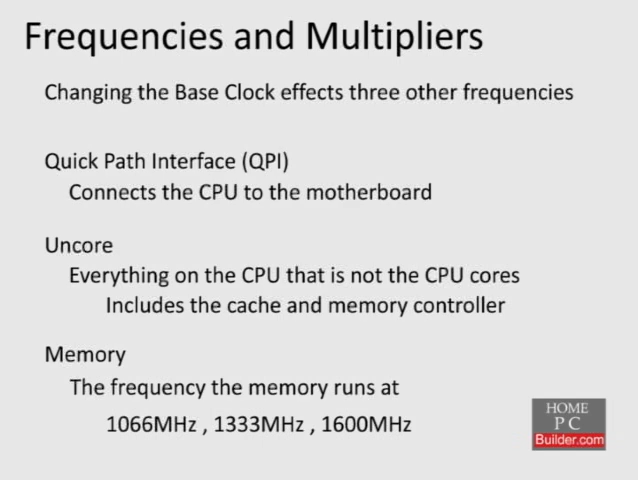 Frequencies and Multipliers
Changing the Base Clock effects three other frequencies
Quick Path Interface (QPI)
Connects the CPU to the motherboard
Uncore
Everything on the CPU that is not the CPU cores
Includes the cache and memory controller
Memory
The frequency the memory runs at
1066MHz , 1333MHz , 1600MHz
HOME
PC
Builder.com